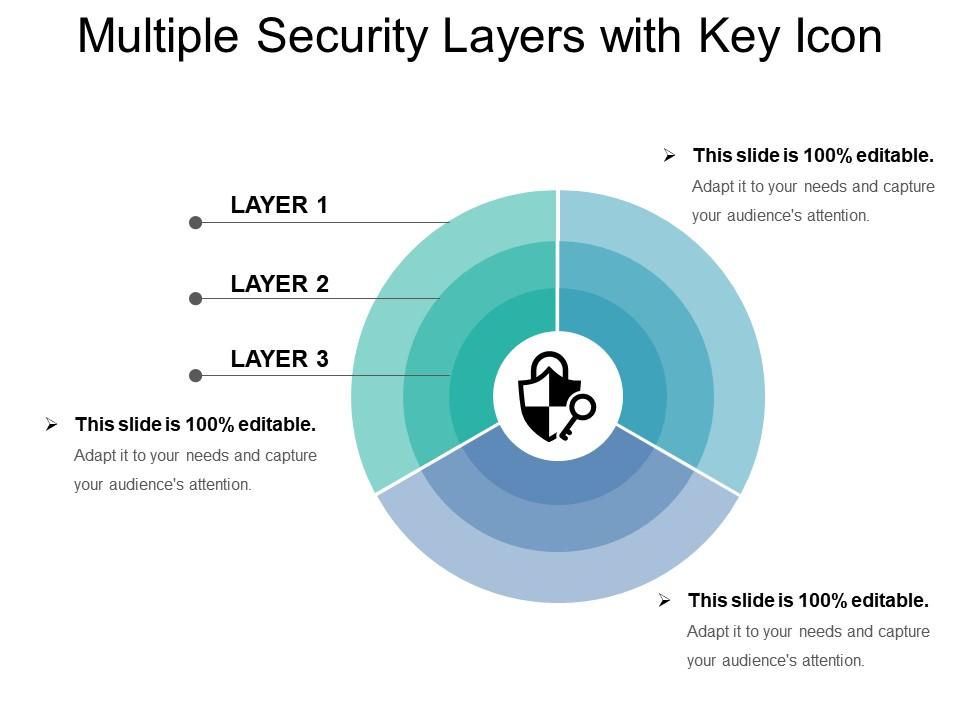 Multiple Security Layers with Key Icon
➢ This slide is 100% editable.
Adapt it to your needs and capture
your audience's attention.
LAYER 1
LAYER 2
LAYER 3
➢ This slide is 100% editable.
Adapt it to your needs and capture
your audience's attention.
➢ This slide is 100% editable.
Adapt it to your needs and capture
your audience's attention.